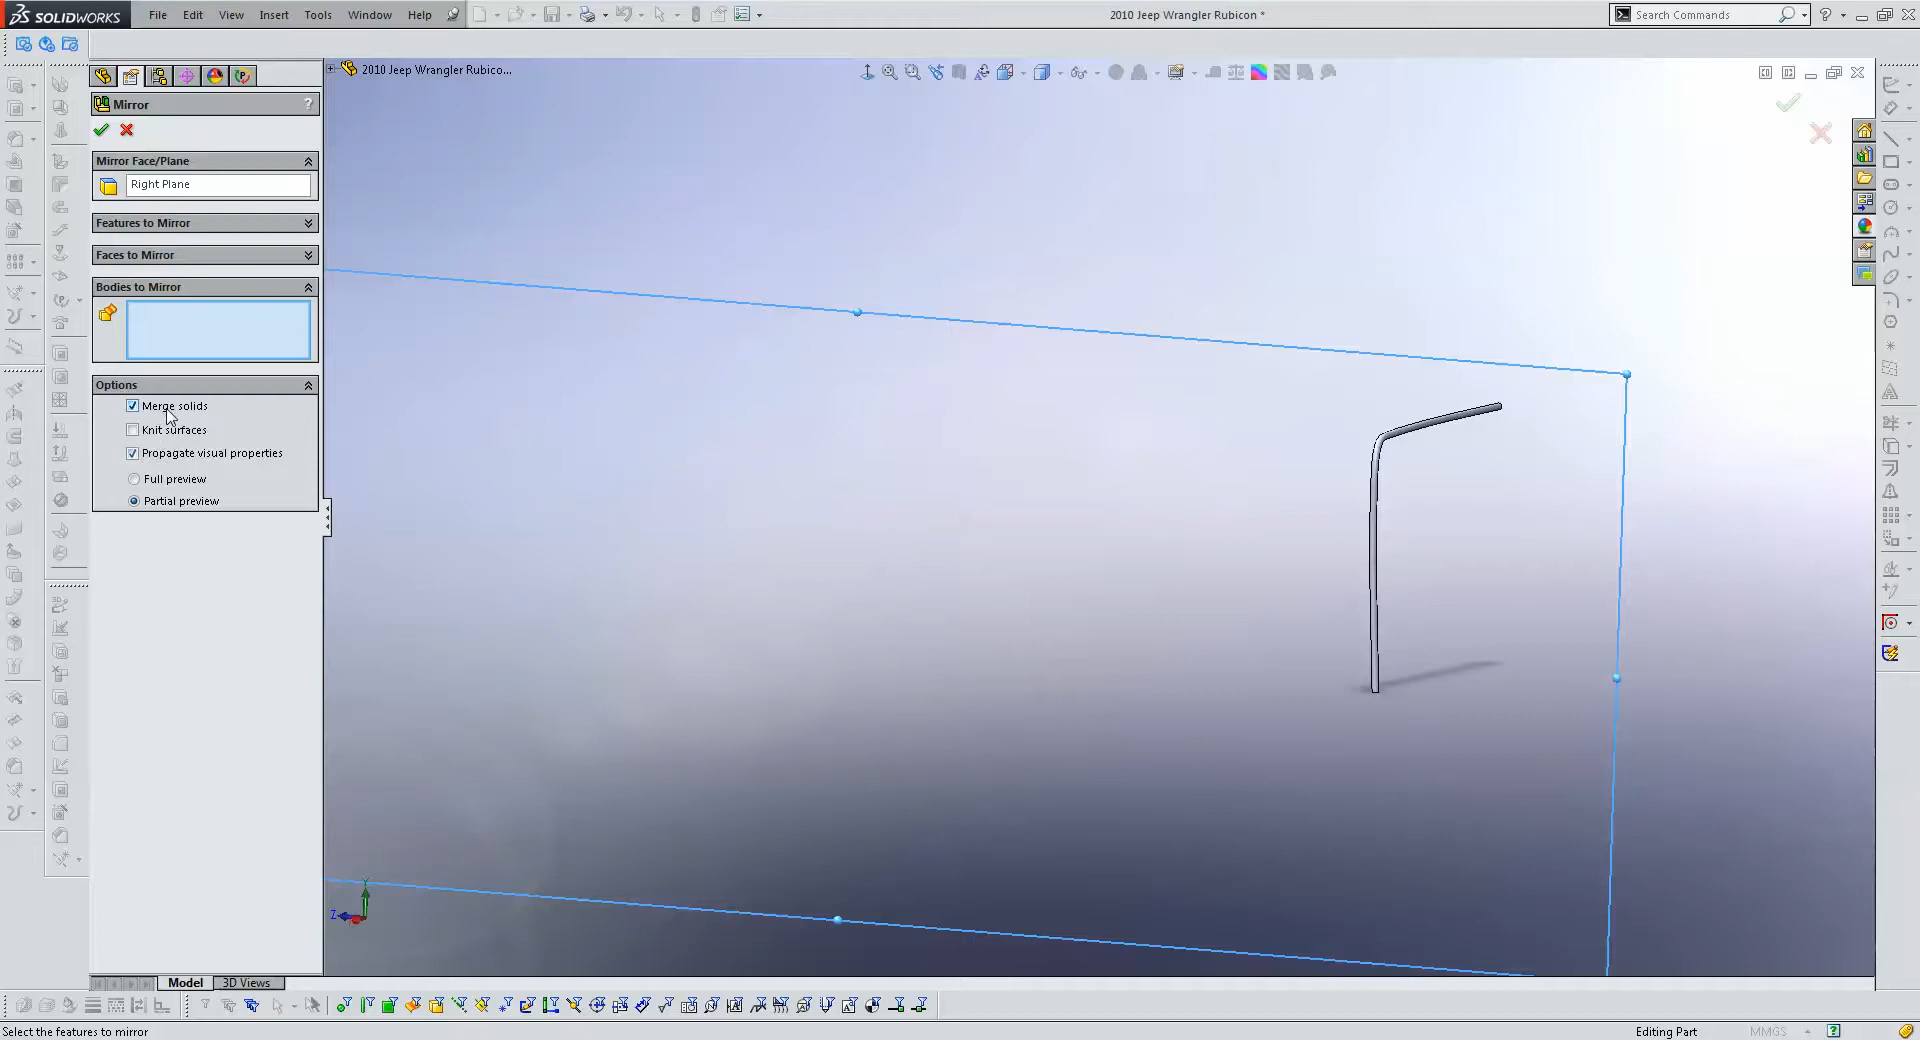 SOLIDWORKS
File Edit View Insert Tools Window Help
2010 Jeep Wrangler Rubicon *
Search Commands
2010 Jeep Wrangler Rubico...
Mirror
?
Mirror Face/Plane
Right Plane
Features to Mirror
Faces to Mirror
Bodies to Mirror
Options
Merge solids
Knit surfaces
Propagate visual properties
Full preview
Partial preview
Y
Z
Model
3D Views
Select the features to mirror
Editing Part
MMGS